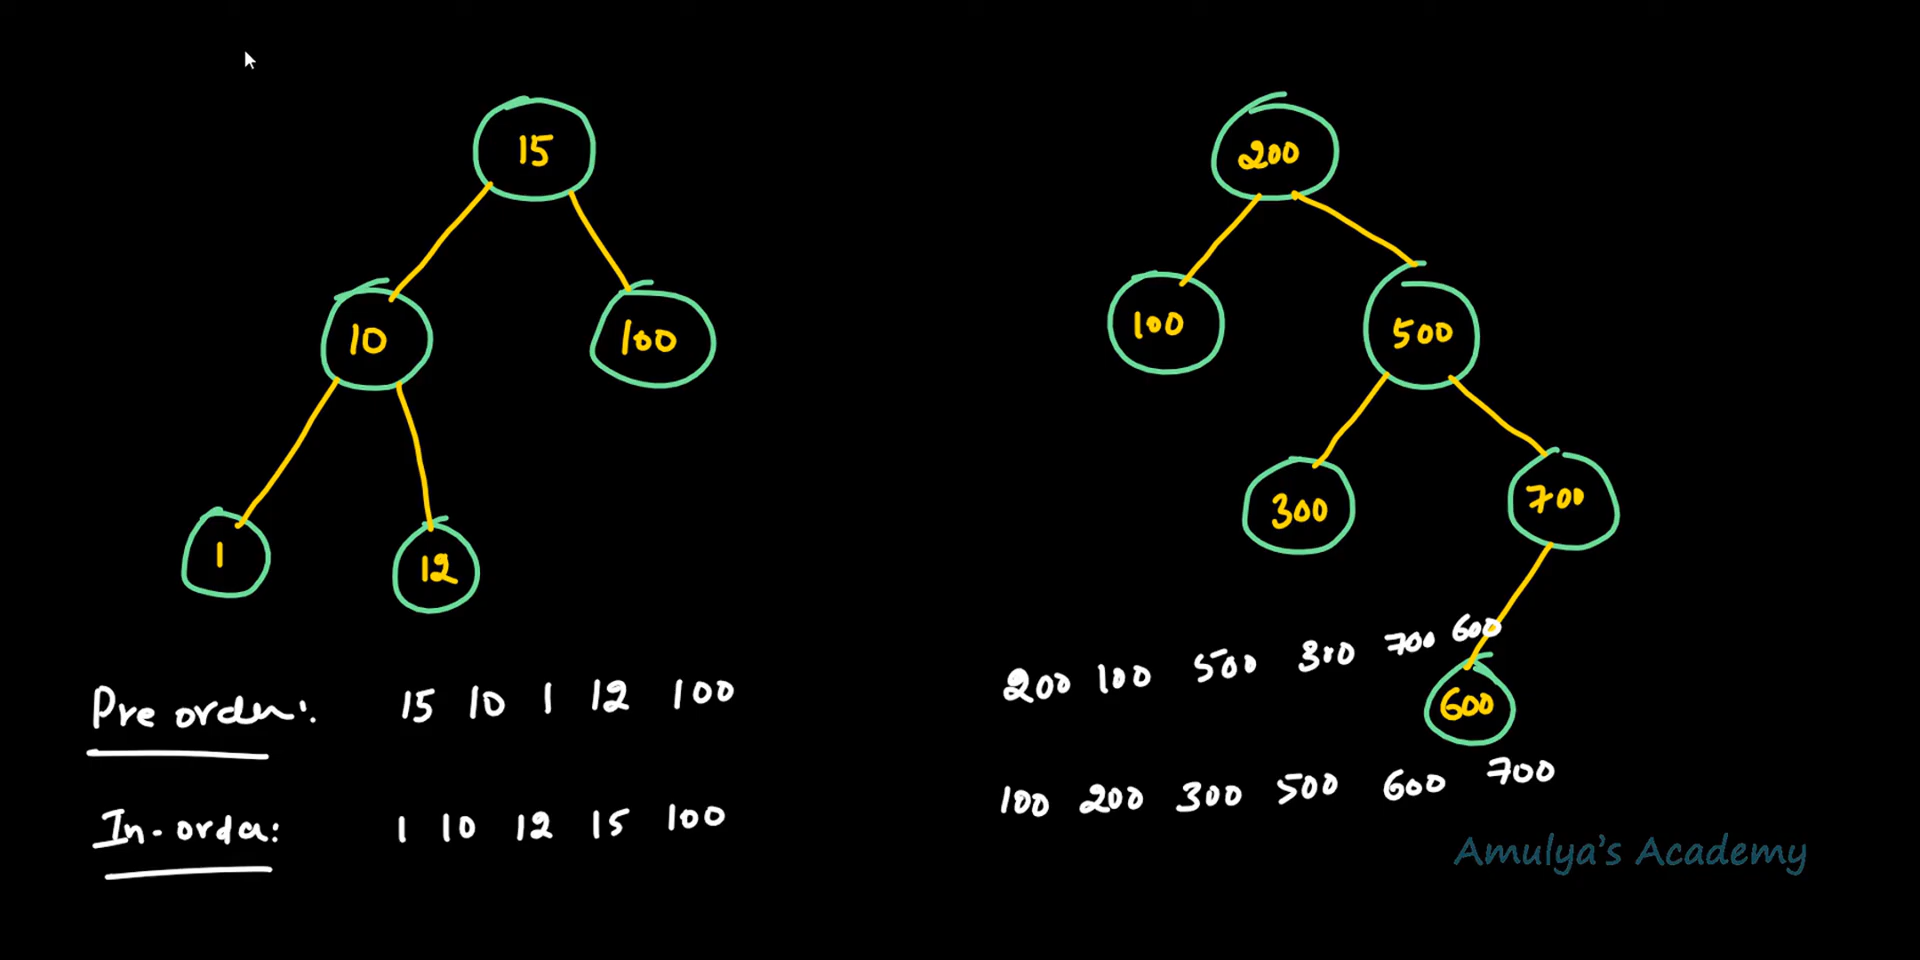 15
200
10
100
100
500
1
12
300
700
600
Pre order: 15 10 1 12 100
200 100 500 300 700 600
In-order: 1 10 12 15 100
100 200 300 500 600 700
Amulya's Academy